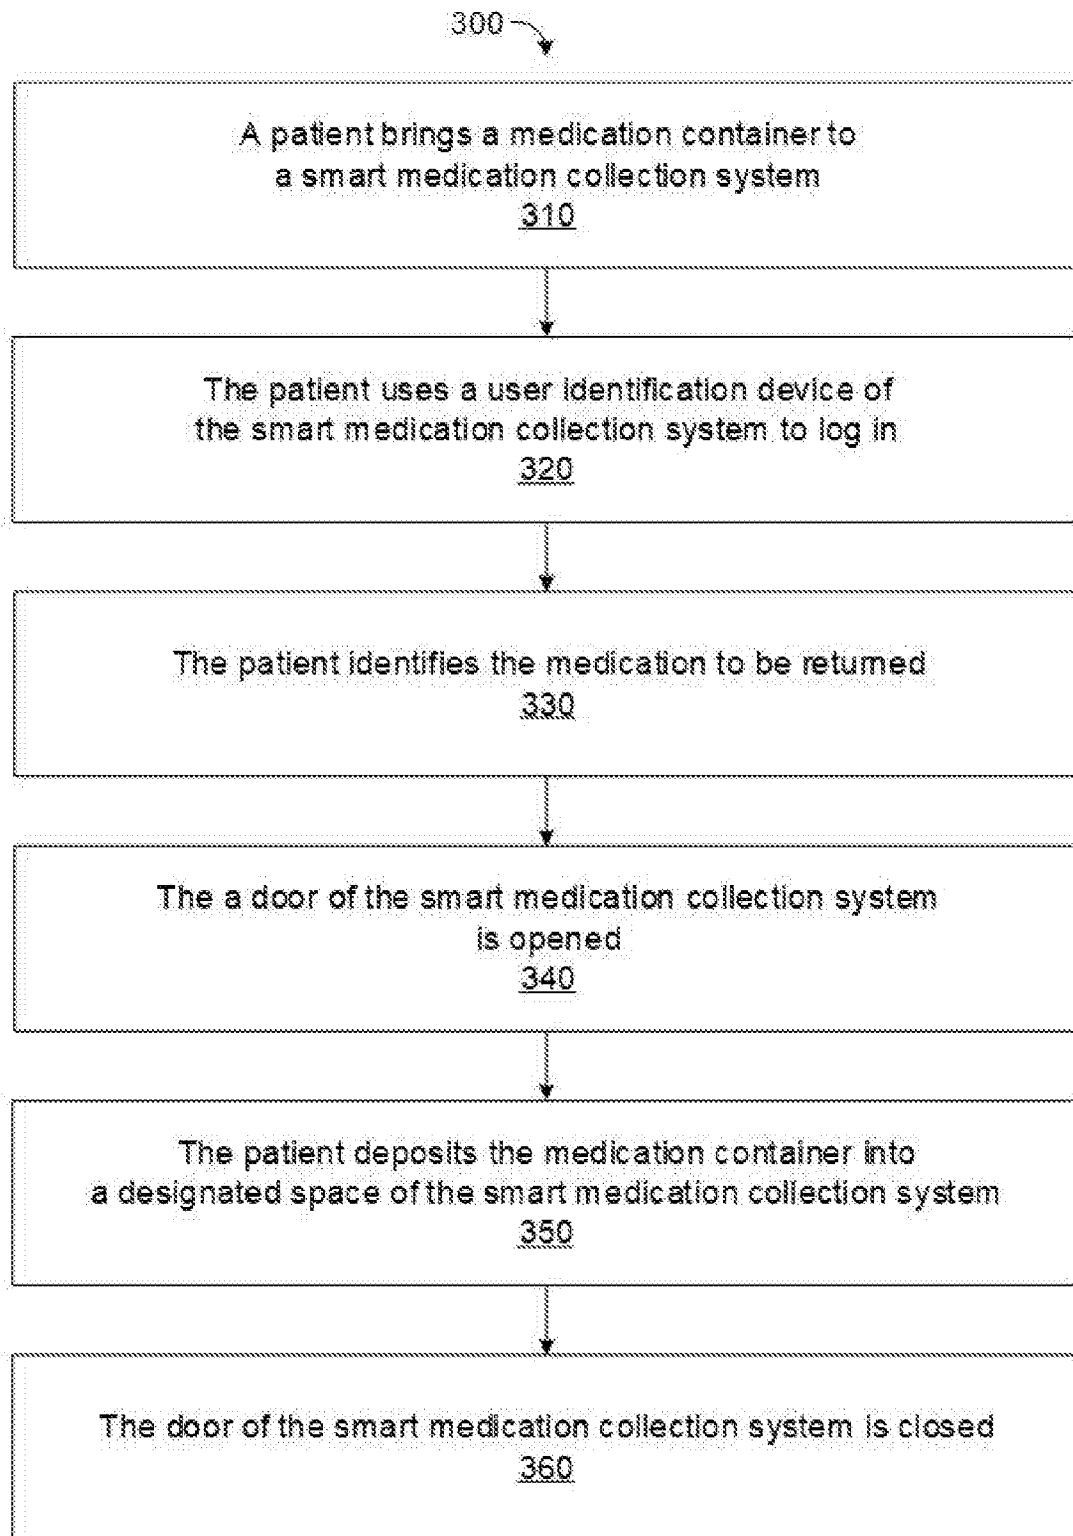 300
A patient brings a medication container to
a smart medication collection system
310
The patient uses a user identification device of
the smart medication collection system to log in
320
The patient identifies the medication to be returned
330
The a door of the smart medication collection system
is opened
340
The patient deposits the medication container into
a designated space of the smart medication collection system
350
The door of the smart medication collection system is closed
360